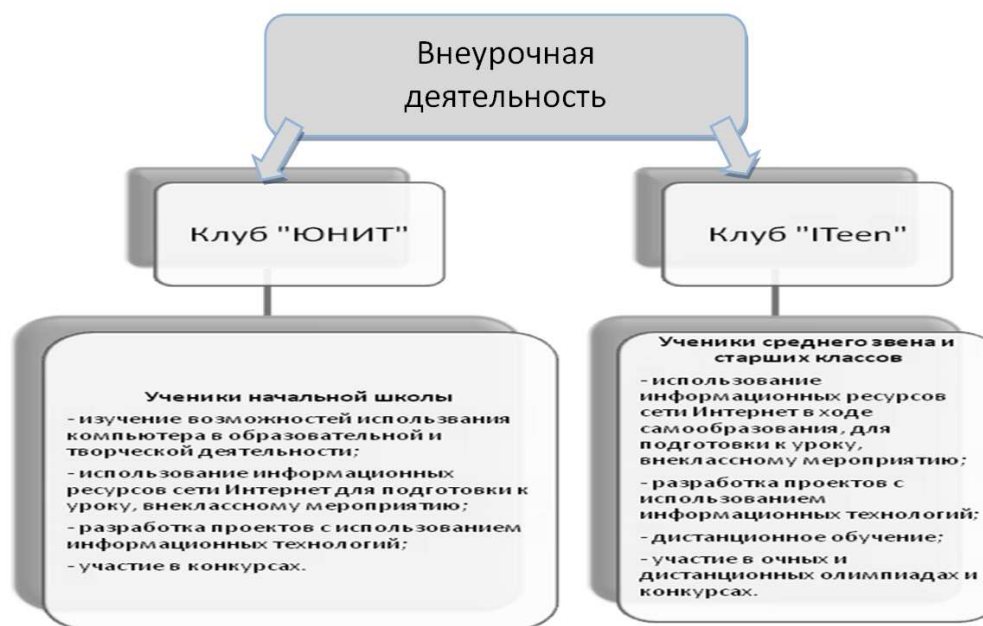 Внеурочная
деятельность
Клуб "ЮНИТ"
Ученики начальной школы
- изучение возможностей использвания
компьютера в образовательной и
творческой деятельности;
- использование информационных
ресурсов сети Интернет для подготовки к
уроку, внеклассному мероприятию;
- разработка проектов с использованием
информационных технологий;
- участие в конкурсах.
Клуб "ITeen"
Ученики среднего звена и
старших классов
- использование
информационных ресурсов
сети Интернет в ходе
самообразования, для
подготовки к уроку,
внеклассному мероприятию;
- разработка проектов с
использованием
информационных технологий;
- дистанционное обучение;
- участие в очных и
дистанционных олимпиадах и
конкурсах.